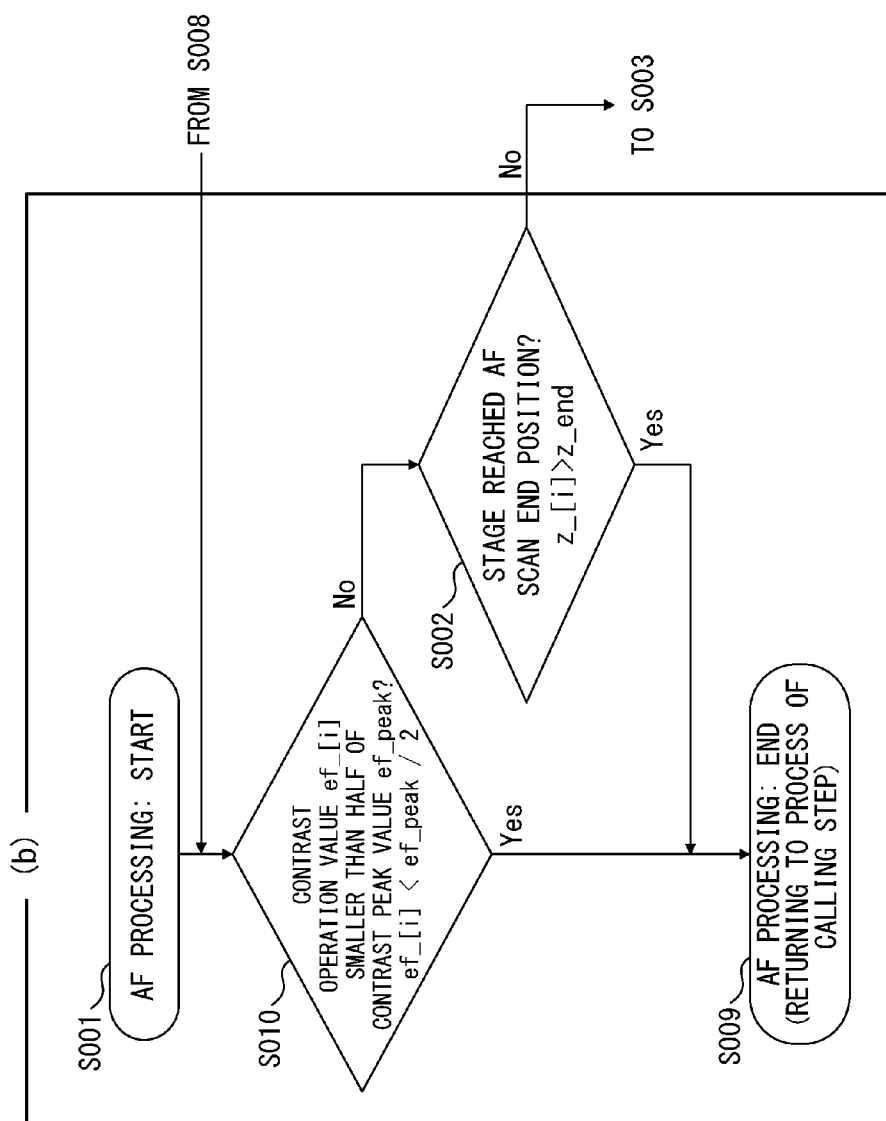 (b)
S001
AF PROCESSING: START
FROM S008
S010
CONTRAST
OPERATION VALUE ef_[i]
SMALLER THAN HALF OF
CONTRAST PEAK VALUE ef_peak?
ef_[i] < ef_peak / 2
No
Yes
S002
STAGE REACHED AF
SCAN END POSITION?
z_[i]>z_end
No
TO S003
Yes
S009
AF PROCESSING: END
(RETURNING TO PROCESS OF
CALLING STEP)